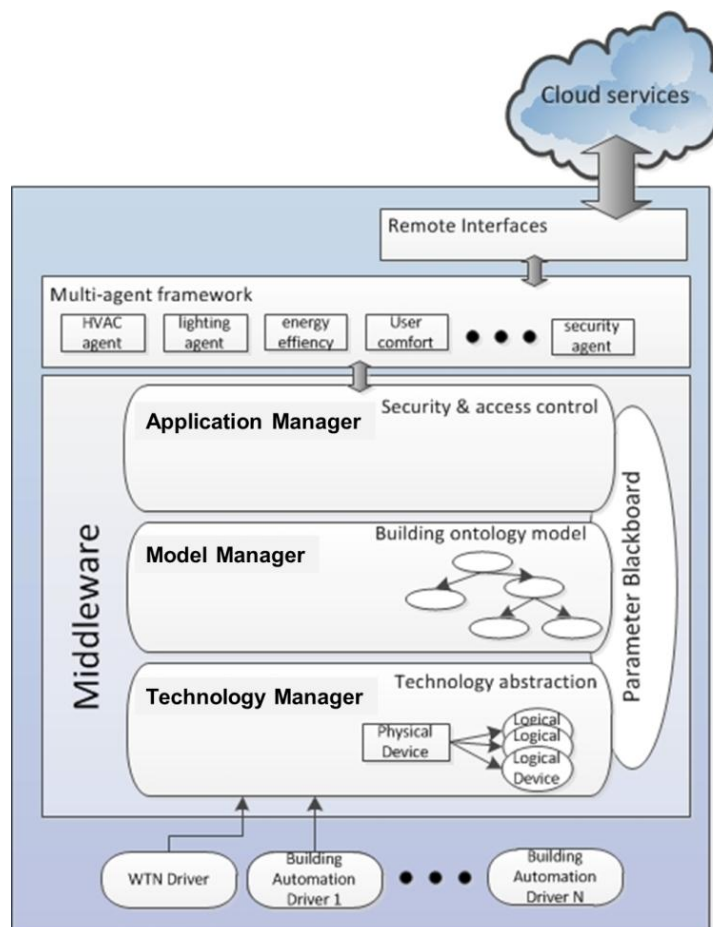 Cloud services
Remote Interfaces
Multi-agent framework
HVAC
agent
lighting
agent
energy
effiency
User
comfort
security
agent
Application Manager
Security & access control
Middleware
Parameter Blackboard
Model Manager
Building ontology model
Technology Manager
Technology abstraction
Physical
Device
Logical
Logical
Logical
Device
WTN Driver
Building
Automation
Driver 1
Building
Automation
Driver N